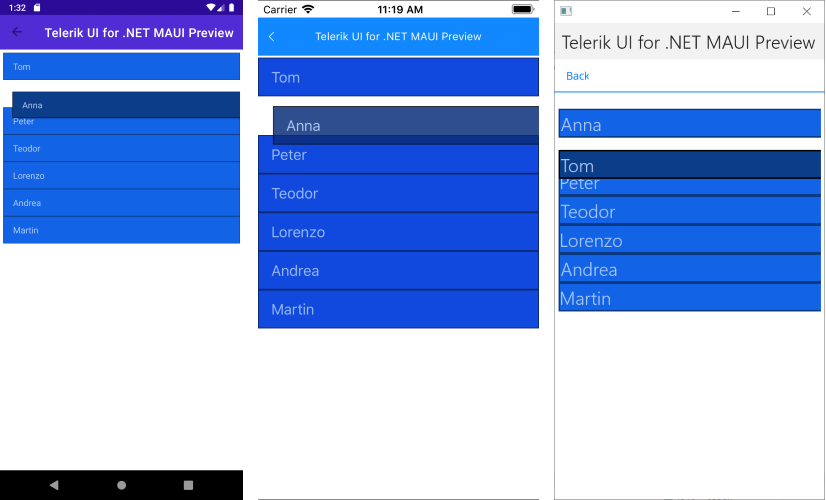 1:32
Telerik UI for .NET MAUI Preview
Tom
Anna
Peter
Teodor
Lorenzo
Andrea
Martin
Carrier 11:19 AM
Telerik UI for .NET MAUI Preview
Tom
Anna
Peter
Teodor
Lorenzo
Andrea
Martin
Telerik UI for .NET MAUI Preview
Back
Anna
Tom
Peter
Teodor
Lorenzo
Andrea
Martin